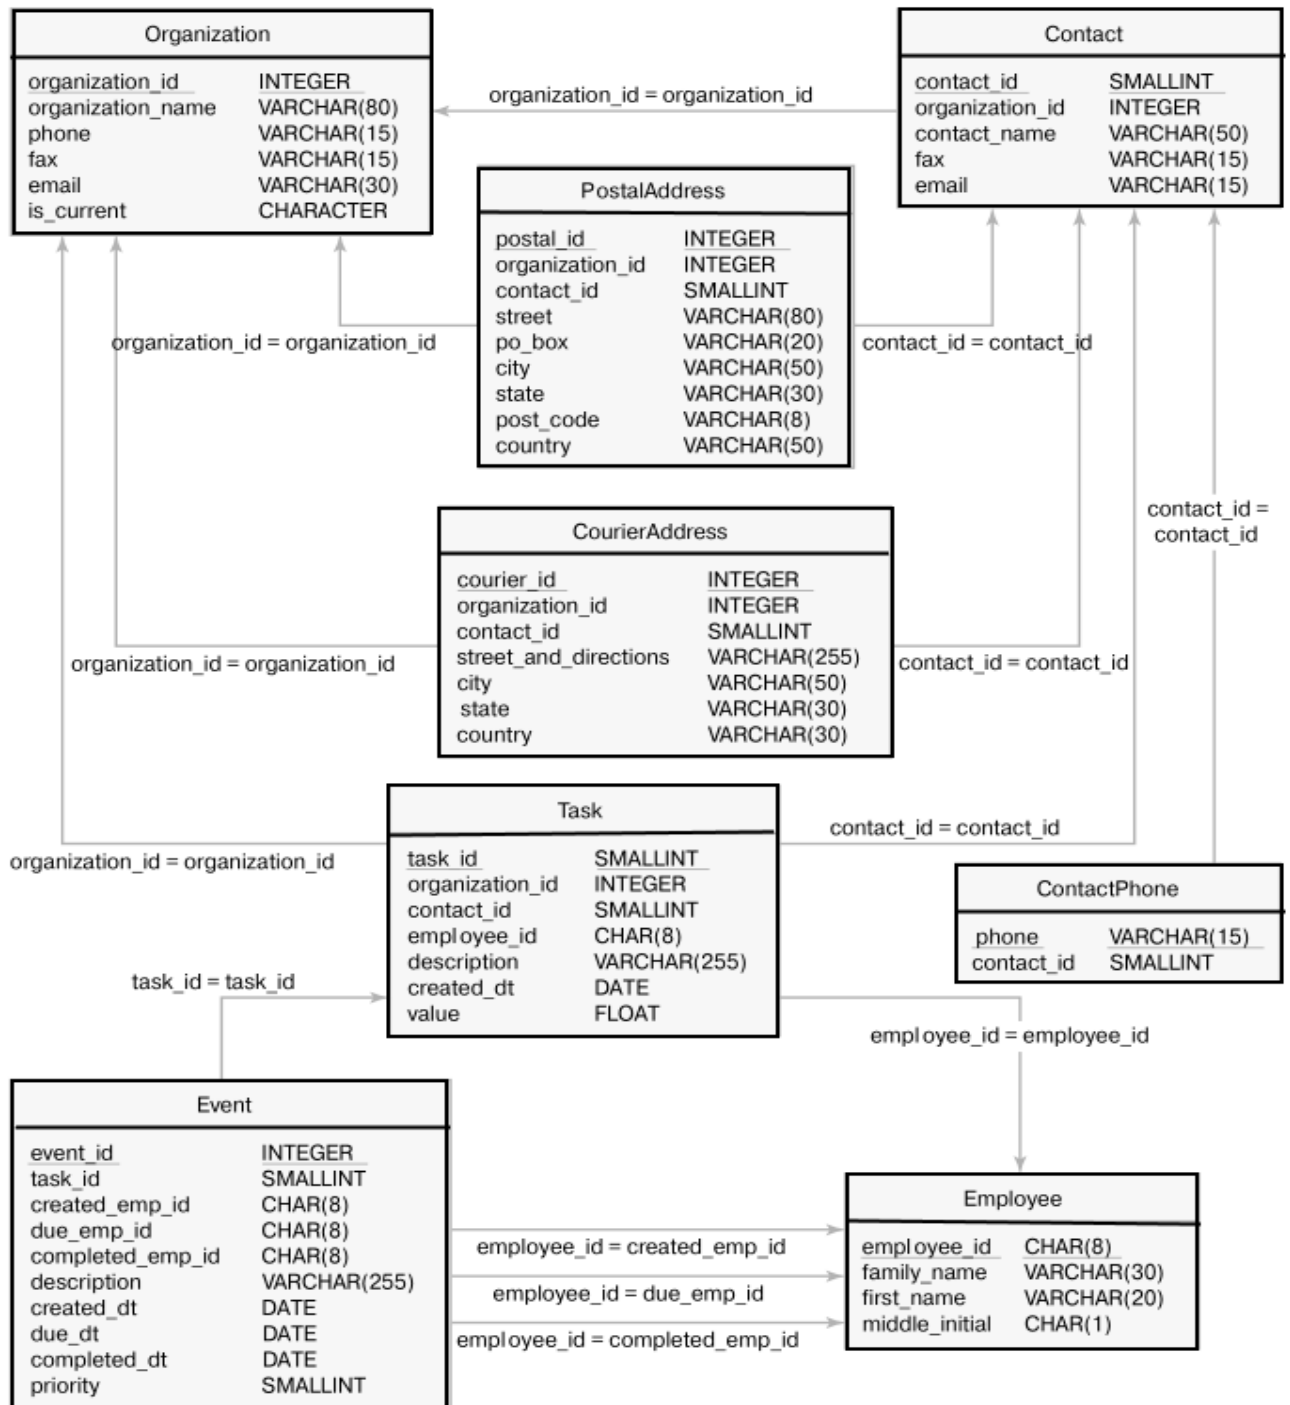 Organization
organization_id INTEGER
organization_name VARCHAR(80)
phone VARCHAR(15)
fax VARCHAR(15)
email VARCHAR(30)
is_current CHARACTER
organization_id = organization_id
Contact
contact_id SMALLINT
organization_id INTEGER
contact_name VARCHAR(50)
fax VARCHAR(15)
email VARCHAR(15)
PostalAddress
postal_id INTEGER
organization_id INTEGER
contact_id SMALLINT
street VARCHAR(80)
po_box VARCHAR(20)
city VARCHAR(50)
state VARCHAR(30)
post_code VARCHAR(8)
country VARCHAR(50)
organization_id = organization_id
contact_id = contact_id
contact_id =
contact_id
CourierAddress
courier_id INTEGER
organization_id INTEGER
contact_id SMALLINT
street_and_directions VARCHAR(255)
city VARCHAR(50)
state VARCHAR(30)
country VARCHAR(30)
organization_id = organization_id
contact_id = contact_id
Task
task_id SMALLINT
organization_id INTEGER
contact_id SMALLINT
employee_id CHAR(8)
description VARCHAR(255)
created_dt DATE
value FLOAT
organization_id = organization_id
contact_id = contact_id
ContactPhone
phone VARCHAR(15)
contact_id SMALLINT
task_id = task_id
employee_id = employee_id
Event
event_id INTEGER
task_id SMALLINT
created_emp_id CHAR(8)
due_emp_id CHAR(8)
completed_emp_id CHAR(8)
description VARCHAR(255)
created_dt DATE
due_dt DATE
completed_dt DATE
priority SMALLINT
employee_id = created_emp_id
employee_id = due_emp_id
employee_id = completed_emp_id
Employee
employee_id CHAR(8)
family_name VARCHAR(30)
first_name VARCHAR(20)
middle_initial CHAR(1)